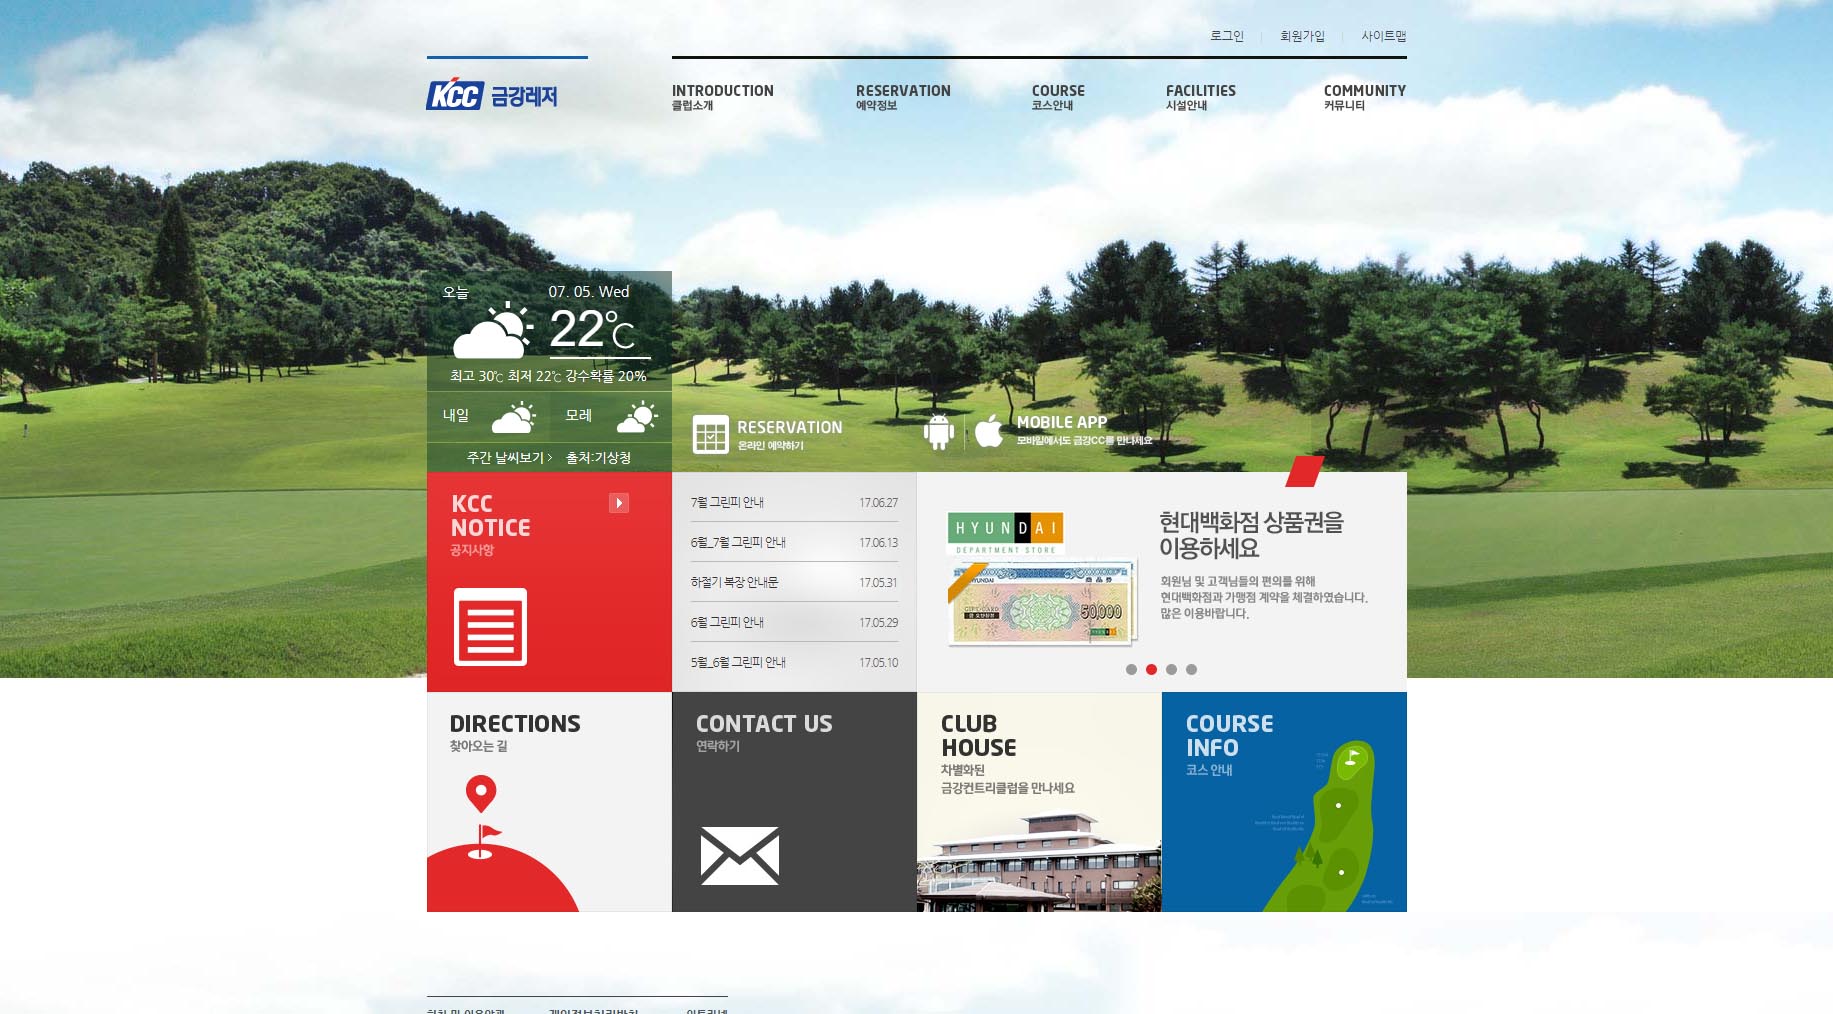 로그인
회원가입
사이트맵
KCC 금강레저
INTRODUCTION
클럽소개
RESERVATION
예약정보
COURSE
코스안내
FACILITIES
시설안내
COMMUNITY
커뮤니티
오늘
07. 05. Wed
22℃
최고 30℃ 최저 22℃ 강수확률 20%
내일
모레
주간 날씨보기
출처:기상청
RESERVATION
온라인 예약하기
MOBILE APP
모바일에서도 금강CC를 만나세요
KCC
NOTICE
공지사항
7월 그린피 안내 17.06.27
6월_7월 그린피 안내 17.06.13
하절기 복장 안내문 17.05.31
6월 그린피 안내 17.05.29
5월_6월 그린피 안내 17.05.10
HYUNDAI
DEPARTMENT STORE
HYUNDAI
상품권
GIFT CARD
50,000
현대백화점 상품권을
이용하세요
회원님 및 고객님들의 편의를 위해
현대백화점과 가맹점 계약을 체결하였습니다.
많은 이용바랍니다.
DIRECTIONS
찾아오는 길
CONTACT US
연락하기
CLUB
HOUSE
차별화된
금강컨트리클럽을 만나세요
COURSE
INFO
코스 안내